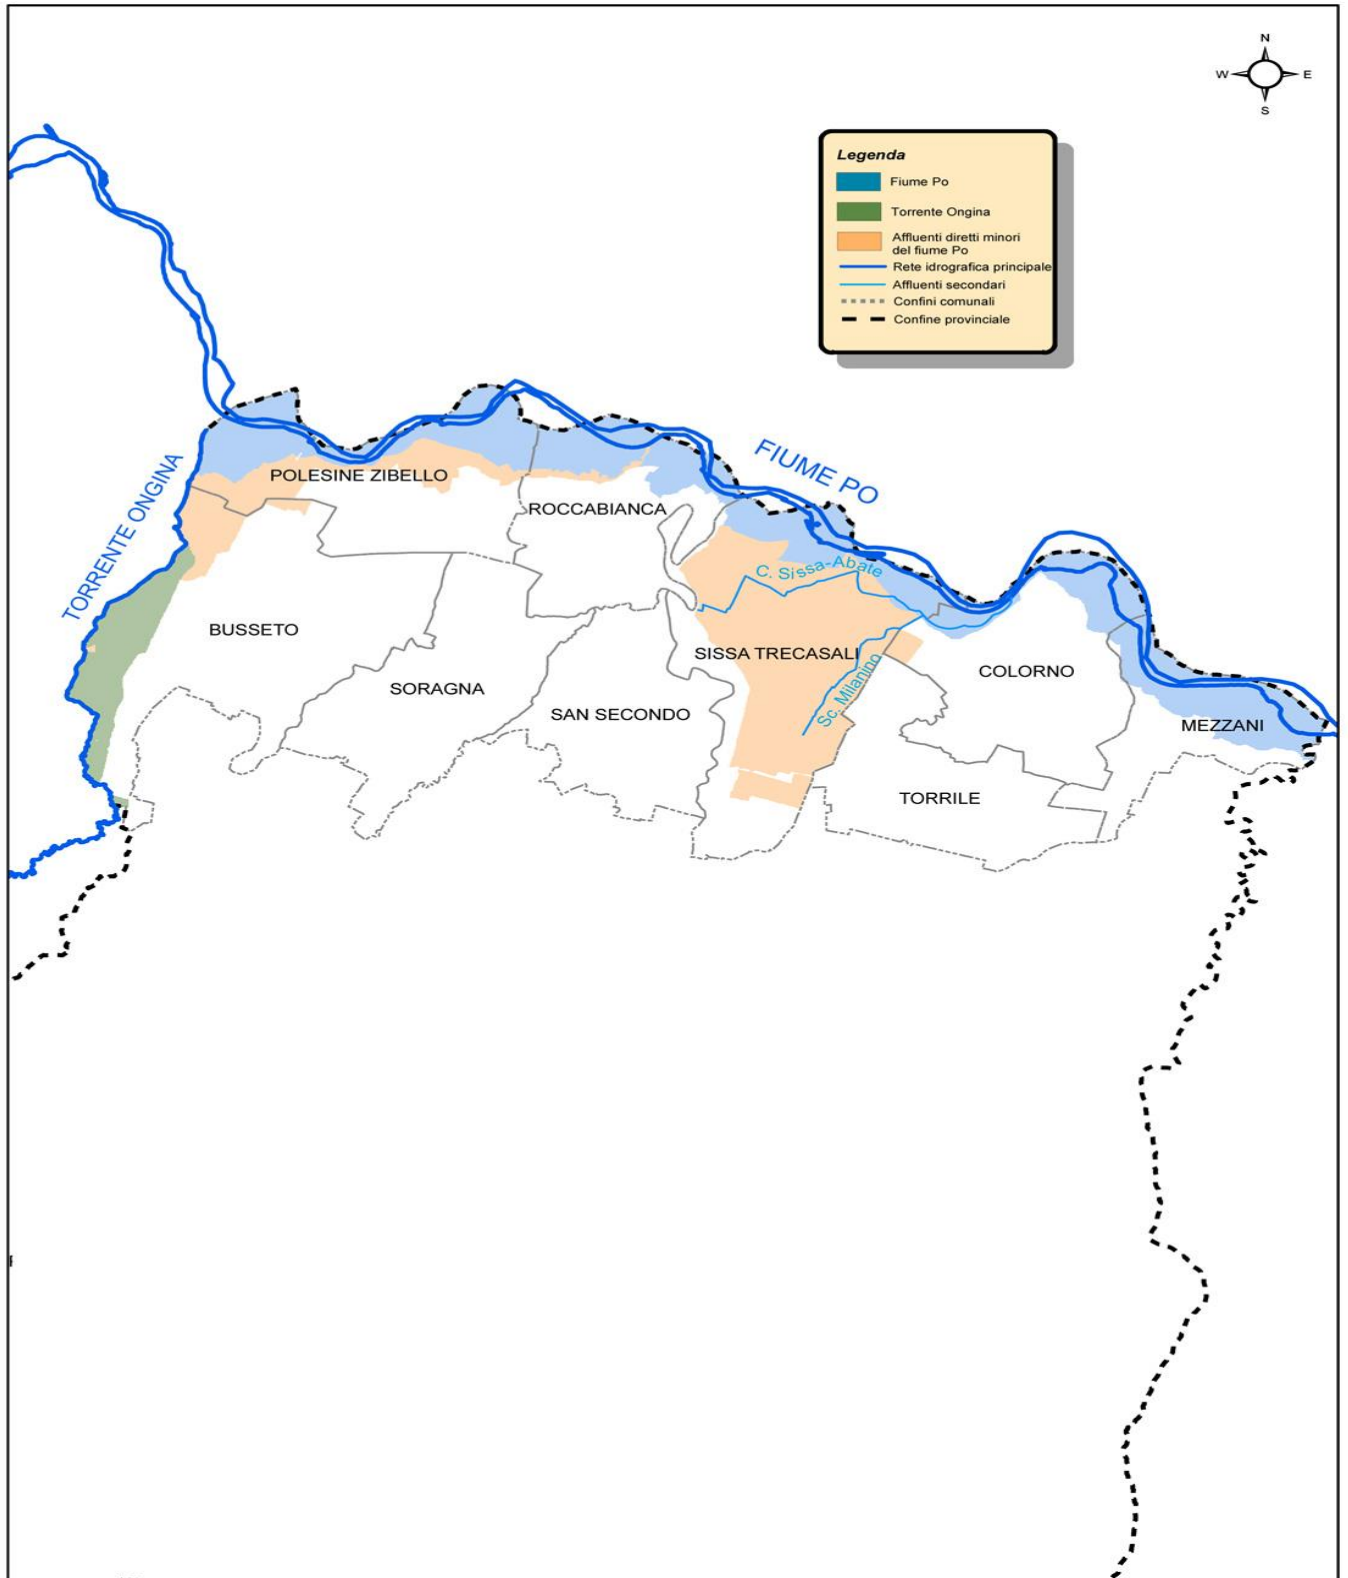 N
W E
S
Legenda
Fiume Po
Torrente Ongina
Affluenti diretti minori
del fiume Po
Rete idrografica principale
Affluenti secondari
Confini comunali
Confine provinciale
FIUME PO
TORRENTE ONGINA
POLESINE ZIBELLO
ROCCABIANCA
C. Sissa-Abate
BUSSETO
SISSA TRECASALI
COLORNO
SORAGNA
Sc. Milanino
SAN SECONDO
MEZZANI
TORRILE